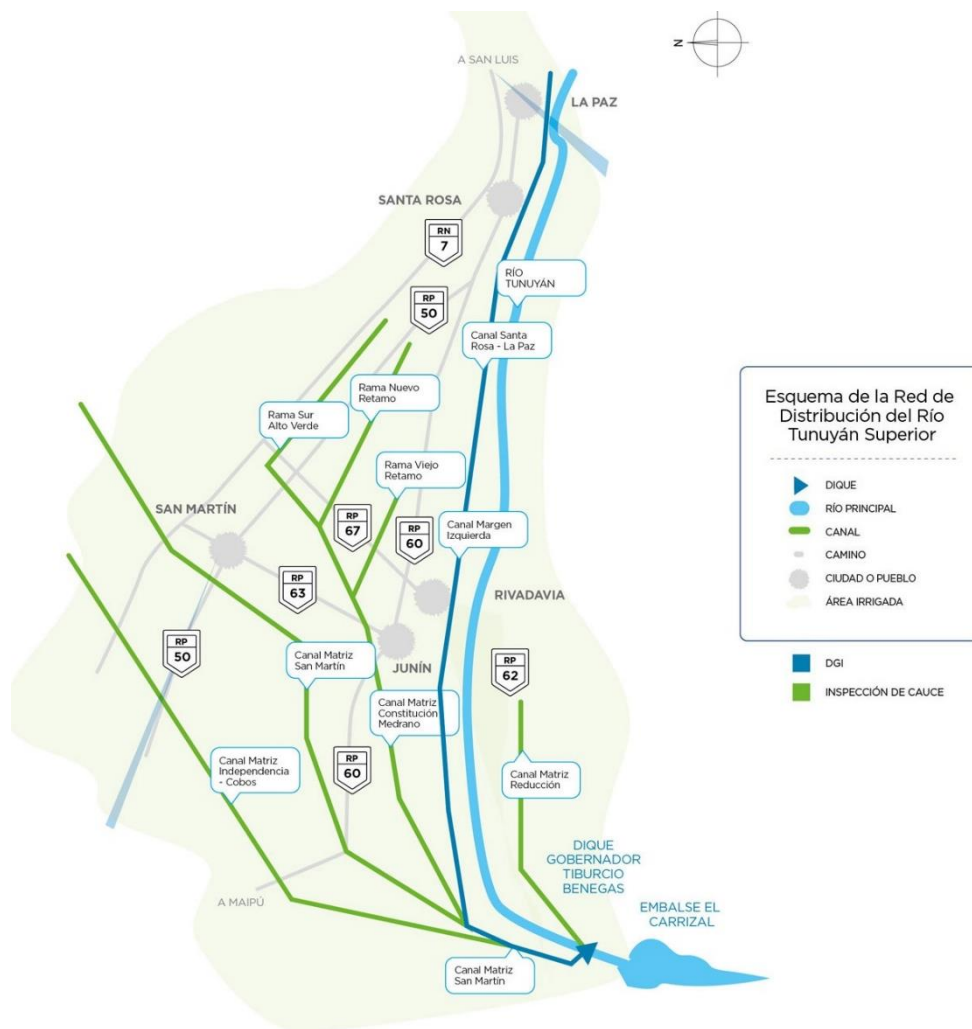 N
A SAN LUIS
LA PAZ
SANTA ROSA
RN
7
RP
50
RÍO
TUNUYÁN
Canal Santa
Rosa - La Paz
Rama Nuevo
Retamo
Rama Sur
Alto Verde
Rama Viejo
Retamo
SAN MARTÍN
RP
67
RP
60
Canal Margen
Izquierda
RP
63
RIVADAVIA
RP
50
Canal Matriz
San Martín
JUNÍN
RP
62
Canal Matriz
Constitución
Medrano
Canal Matriz
Independencia
- Cobos
RP
60
Canal Matriz
Reducción
DIQUE
GOBERNADOR
TIBURCIO
BENEGAS
A MAIPÚ
EMBALSE EL
CARRIZAL
Canal Matriz
San Martín
Esquema de la Red de
Distribución del Río
Tunuyán Superior
DIQUE
RÍO PRINCIPAL
CANAL
CAMINO
CIUDAD O PUEBLO
ÁREA IRRIGADA
DGI
INSPECCIÓN DE CAUCE